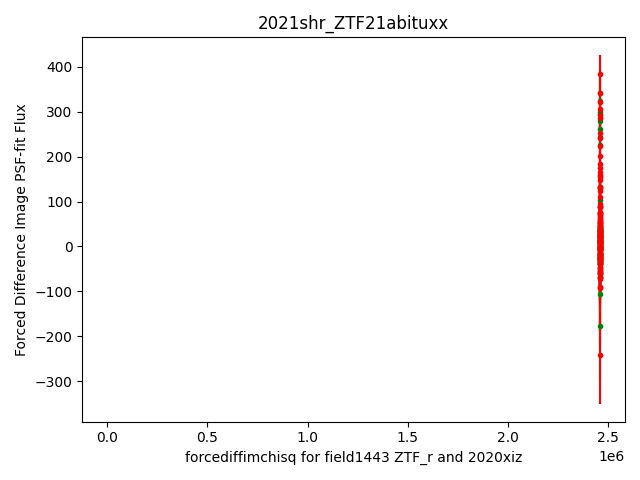 2021shr_ZTF21abituxx
Forced Difference Image PSF-fit Flux
400
300
200
100
0
−100
−200
−300
0.0 0.5 1.0 1.5 2.0 2.5
1e6
forcediffimchisq for field1443 ZTF_r and 2020xiz